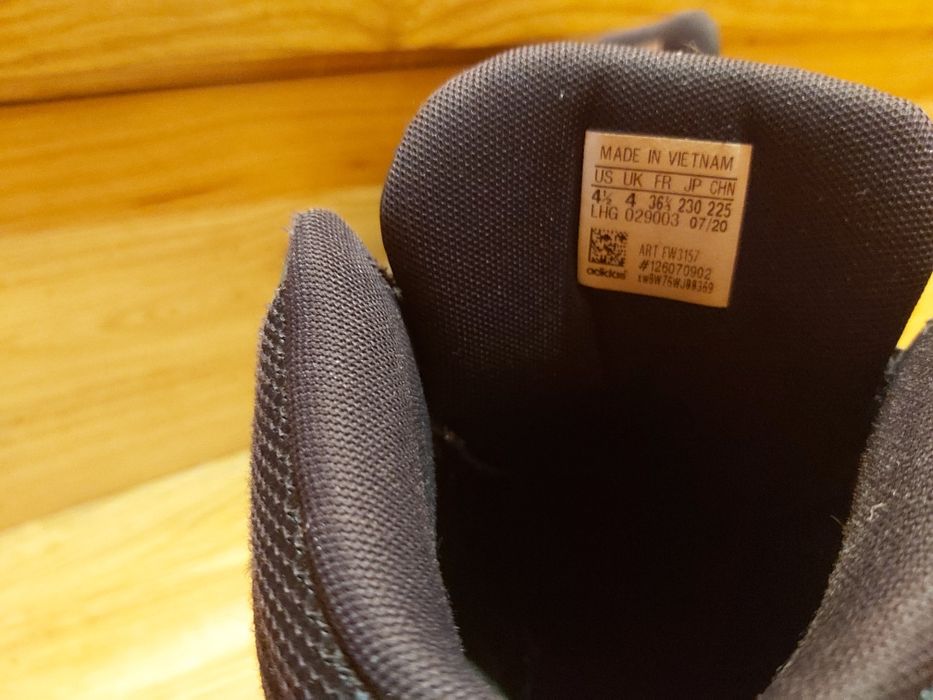 MADE IN VIETNAM
US UK FR JP CHN
4½ 4 36⅔ 230 225
LHG 029003 07/20
ART FW3157
#126070902
adidas